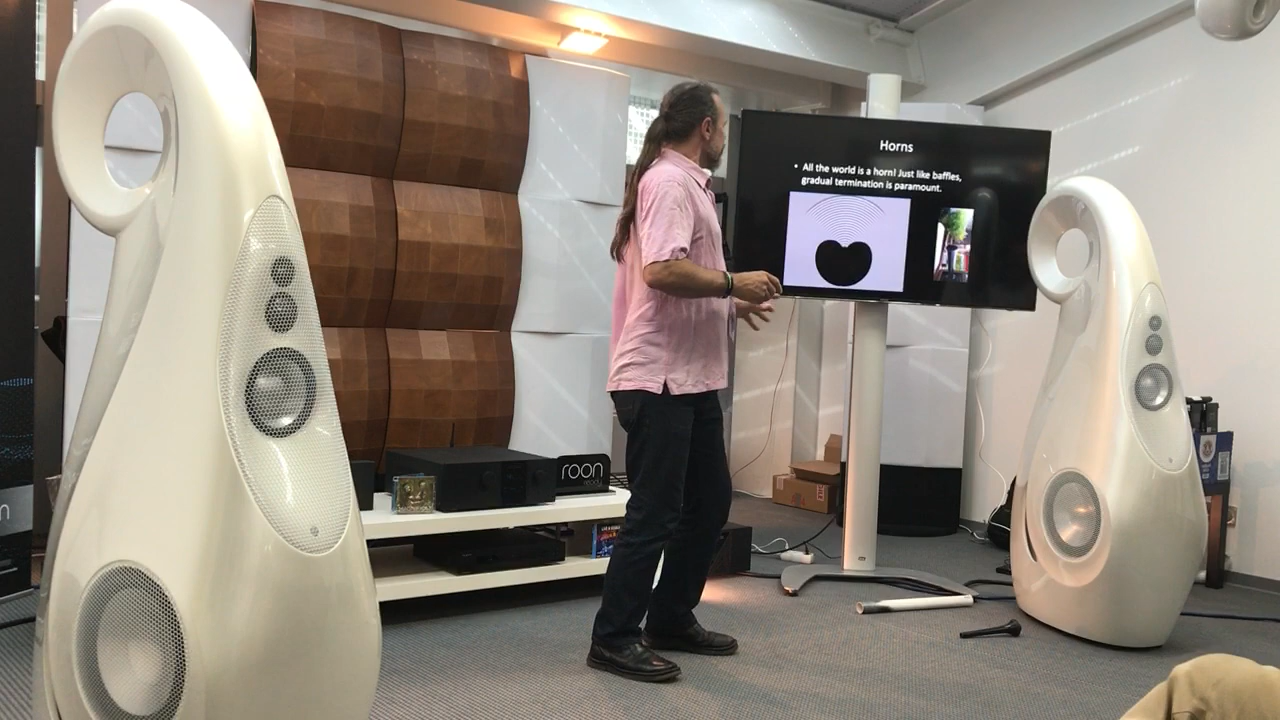 Horns
• All the world is a horn! Just like baffles,
gradual termination is paramount.
roon
ready